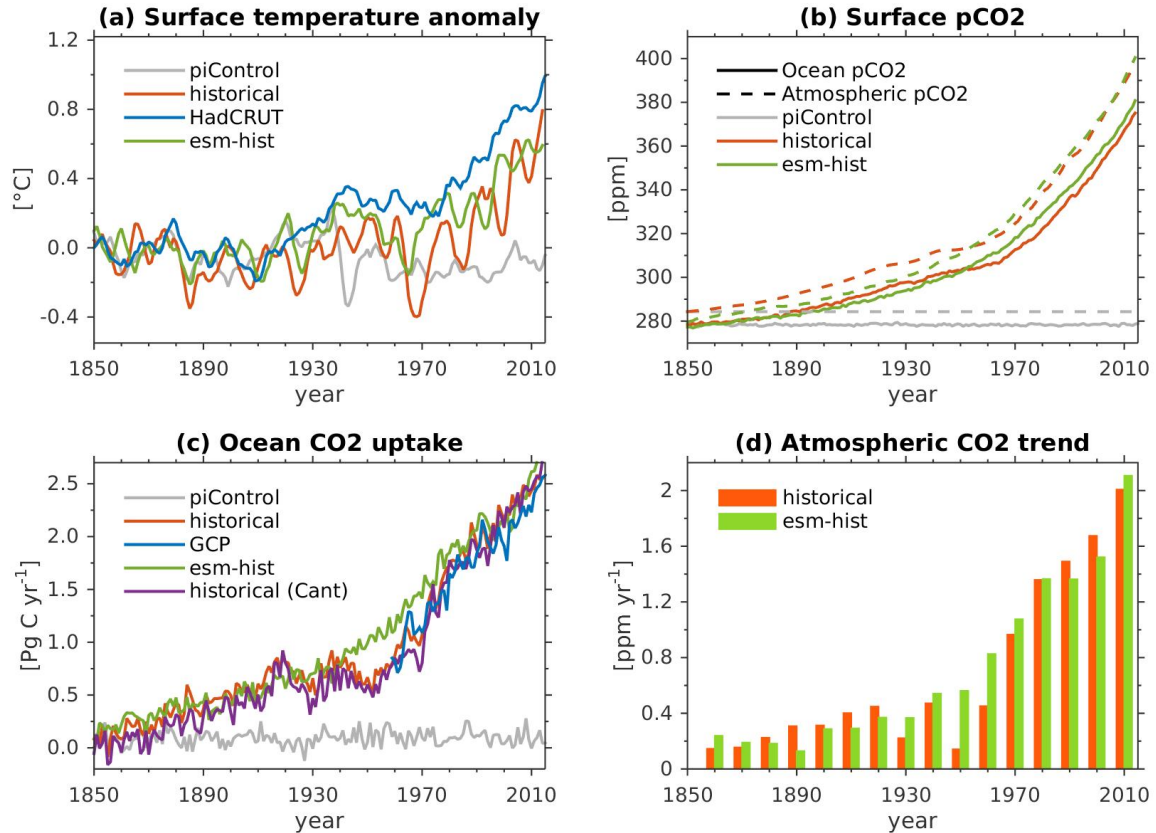 (a) Surface temperature anomaly
1.2
0.8
0.4
0.0
-0.4
[°C]
piControl
historical
HadCRUT
esm-hist
1850 1890 1930 1970 2010
year
(b) Surface pCO2
400
380
360
340
320
300
280
[ppm]
Ocean pCO2
Atmospheric pCO2
piControl
historical
esm-hist
1850 1890 1930 1970 2010
year
(c) Ocean CO2 uptake
2.5
2.0
1.5
1.0
0.5
0.0
[Pg C yr⁻¹]
piControl
historical
GCP
esm-hist
historical (Cant)
1850 1890 1930 1970 2010
year
(d) Atmospheric CO2 trend
2
1.6
1.2
0.8
0.4
0
[ppm yr⁻¹]
historical
esm-hist
1850 1890 1930 1970 2010
year